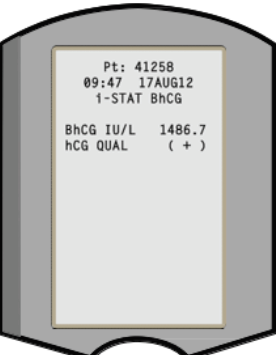 Pt: 41258
09:47 17AUG12
i-STAT BhCG
BhCG IU/L 1486.7
hCG QUAL ( + )